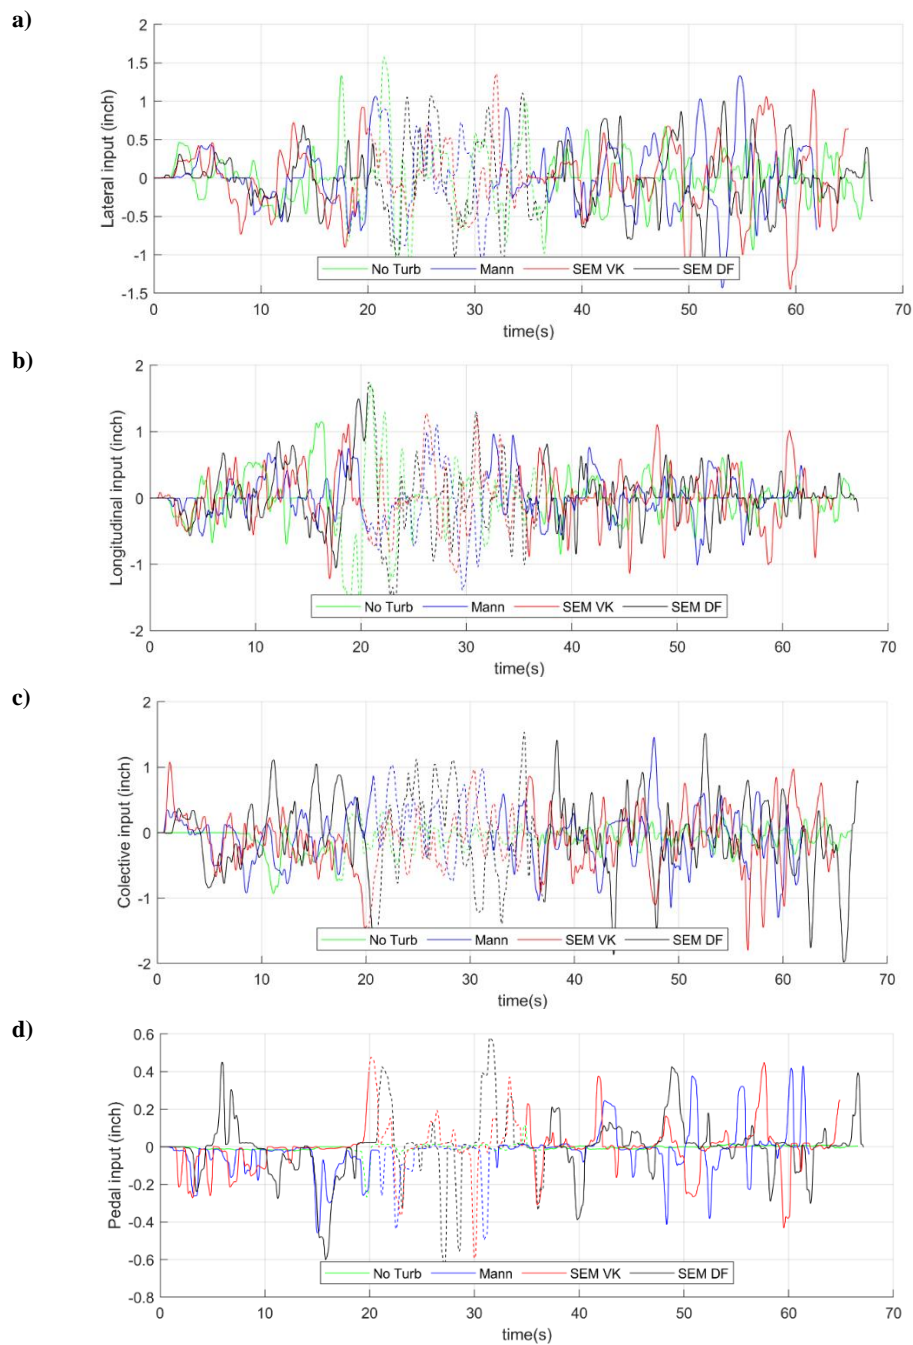 a)
2
1.5
1
0.5
0
-0.5
-1
-1.5
Lateral input (inch)
No Turb Mann SEM VK SEM DF
0 10 20 30 40 50 60 70
time(s)
b)
2
1
0
-1
-2
Longitudinal input (inch)
No Turb Mann SEM VK SEM DF
0 10 20 30 40 50 60 70
time(s)
c)
2
1
0
-1
-2
Colective input (inch)
No Turb Mann SEM VK SEM DF
0 10 20 30 40 50 60 70
time(s)
d)
0.6
0.4
0.2
0
-0.2
-0.4
-0.6
-0.8
Pedal input (inch)
No Turb Mann SEM VK SEM DF
0 10 20 30 40 50 60 70
time(s)